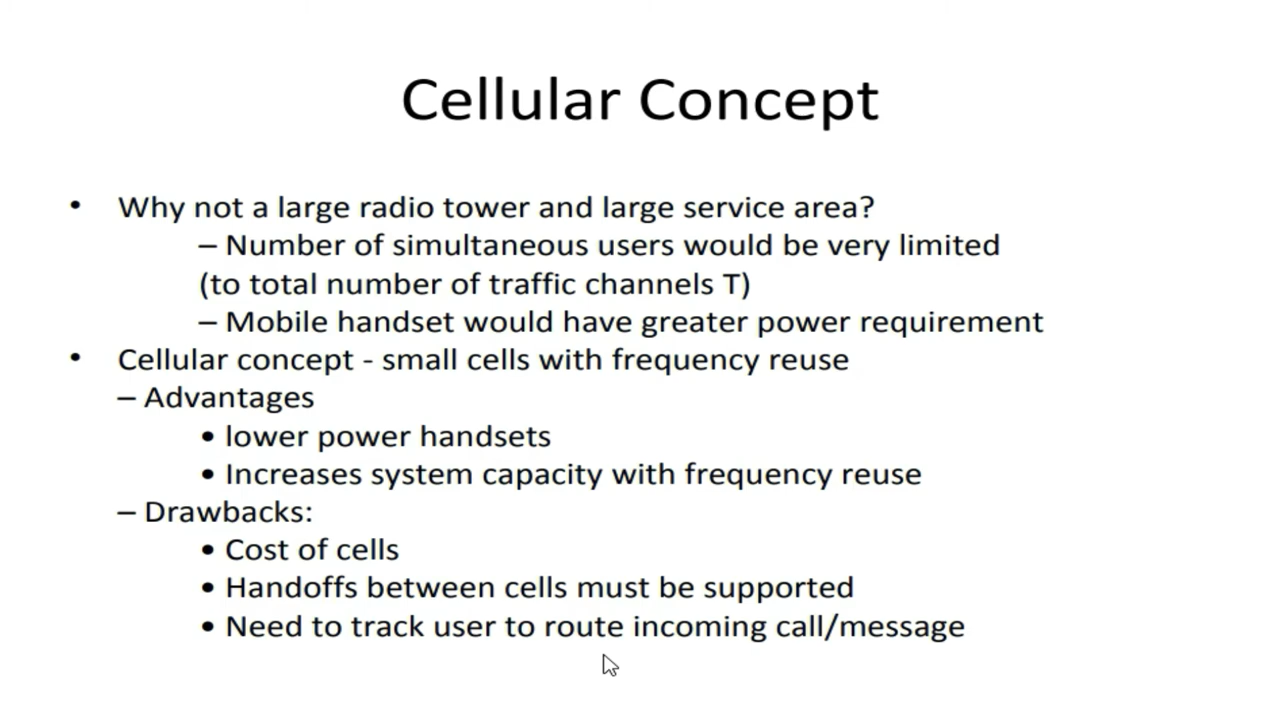 Cellular Concept
• Why not a large radio tower and large service area?
– Number of simultaneous users would be very limited
(to total number of traffic channels T)
– Mobile handset would have greater power requirement
• Cellular concept - small cells with frequency reuse
– Advantages
• lower power handsets
• Increases system capacity with frequency reuse
– Drawbacks:
• Cost of cells
• Handoffs between cells must be supported
• Need to track user to route incoming call/message